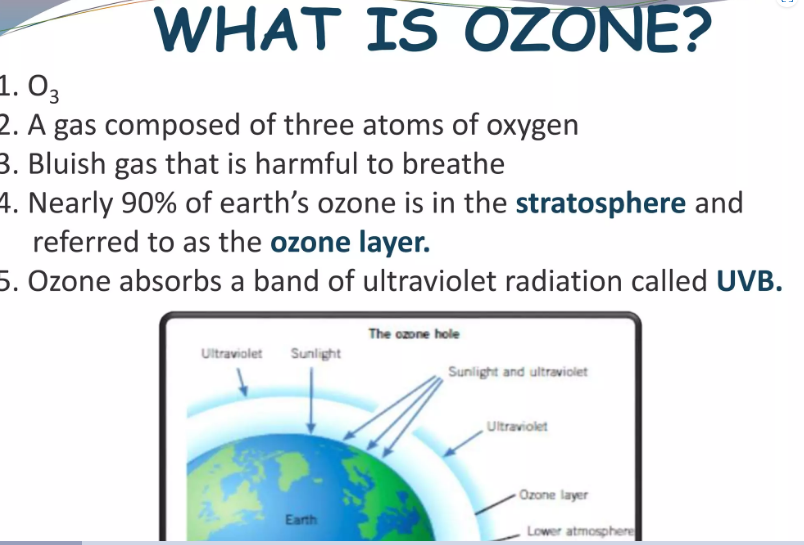 WHAT IS OZONE?
1. O₃
2. A gas composed of three atoms of oxygen
3. Bluish gas that is harmful to breathe
4. Nearly 90% of earth’s ozone is in the stratosphere and
referred to as the ozone layer.
5. Ozone absorbs a band of ultraviolet radiation called UVB.
The ozone hole
Ultraviolet
Sunlight
Sunlight and ultraviolet
Ultraviolet
Ozone layer
Earth
Lower atmosphere